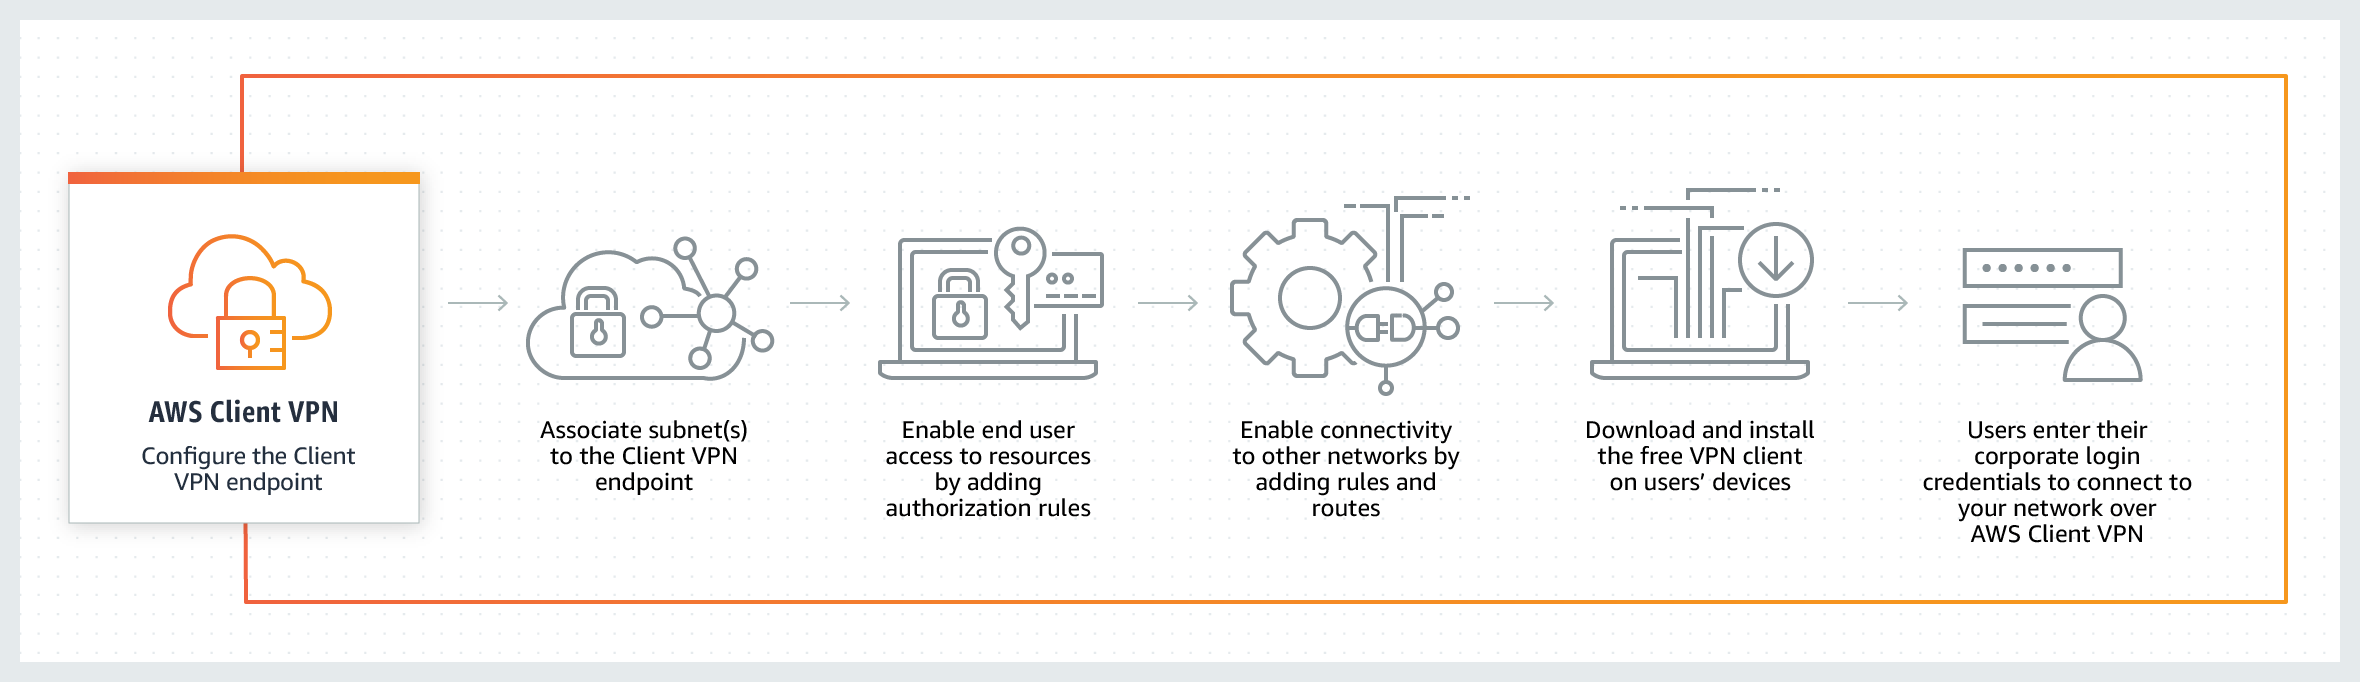 AWS Client VPN
Configure the Client
VPN endpoint
Associate subnet(s)
to the Client VPN
endpoint
Enable end user
access to resources
by adding
authorization rules
Enable connectivity
to other networks by
adding rules and
routes
Download and install
the free VPN client
on users’ devices
Users enter their
corporate login
credentials to connect to
your network over
AWS Client VPN